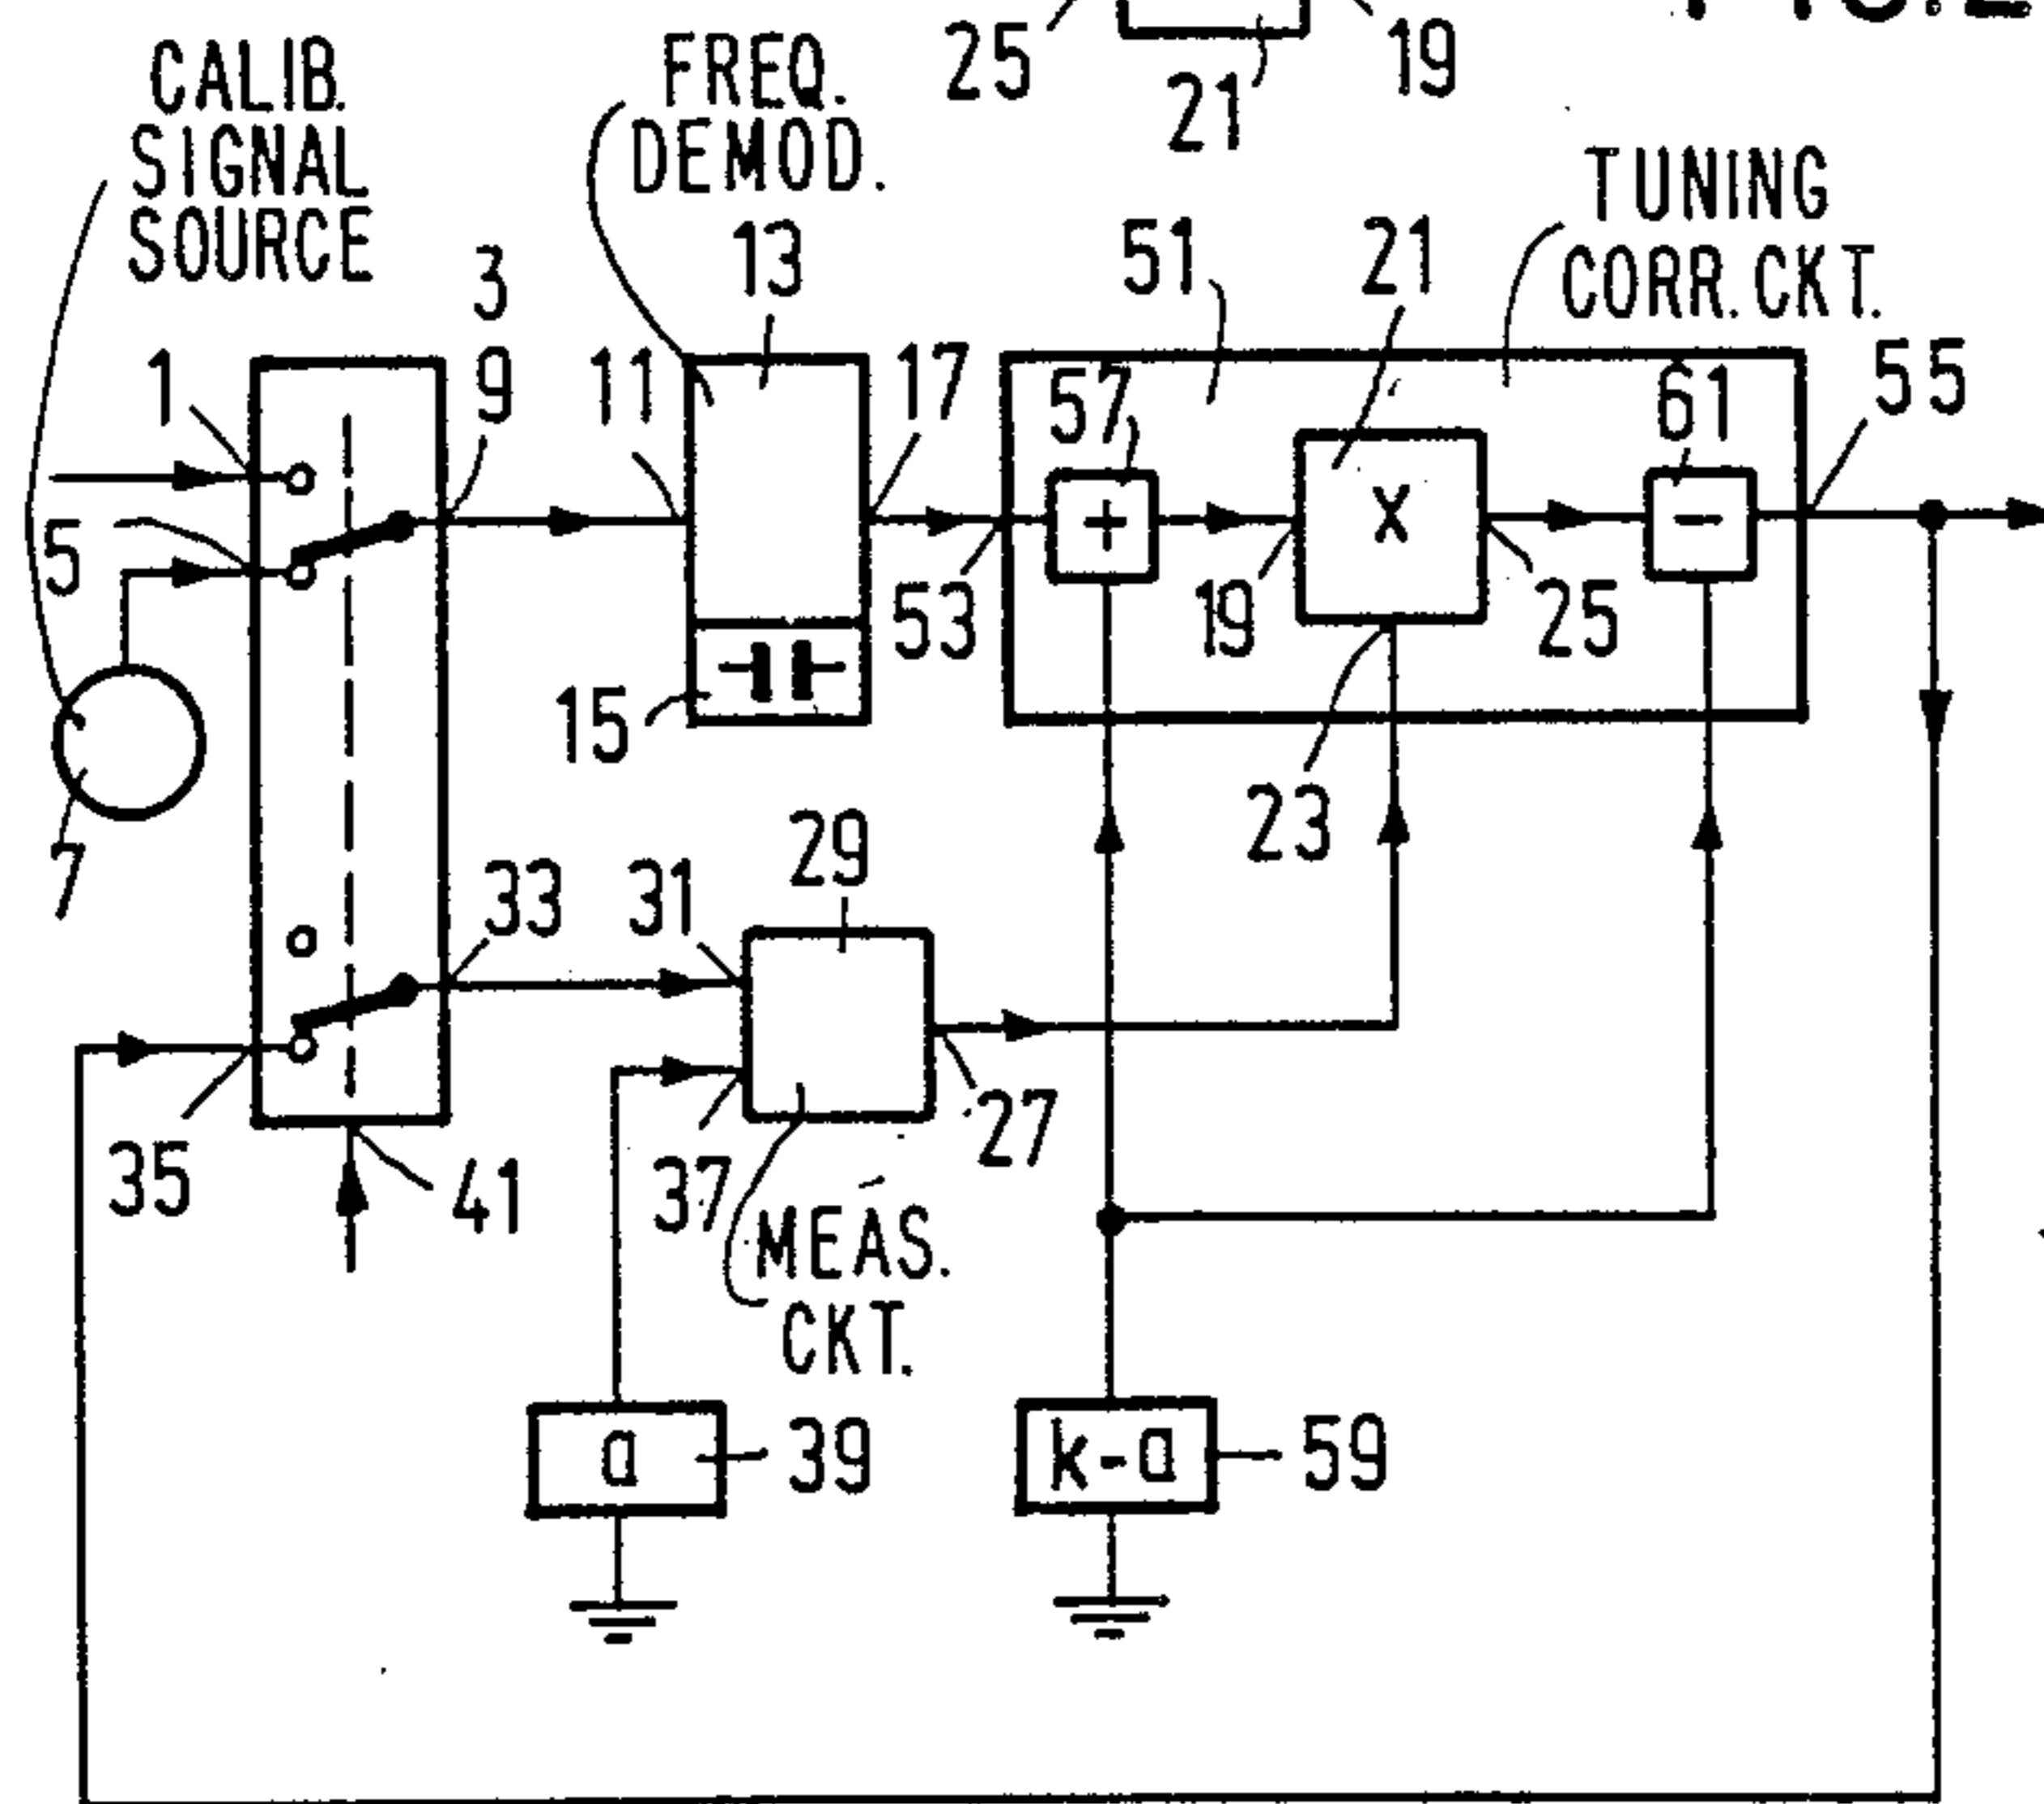 25
19
21
CALIB.
SIGNAL
SOURCE
FREQ.
DEMOD.
13
TUNING
CORR. CKT.
3
9
1
11
17
51
21
57
61
55
5
+
X
-
53
19
25
15
23
7
33
31
29
27
35
41
37
MEAS.
CKT.
a
39
k-a
59